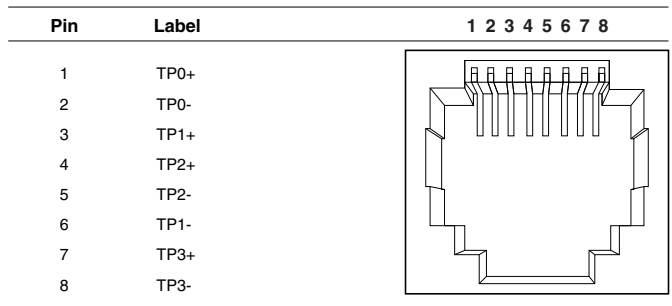 Pin Label 1 2 3 4 5 6 7 8
1 TP0+
2 TP0-
3 TP1+
4 TP2+
5 TP2-
6 TP1-
7 TP3+
8 TP3-